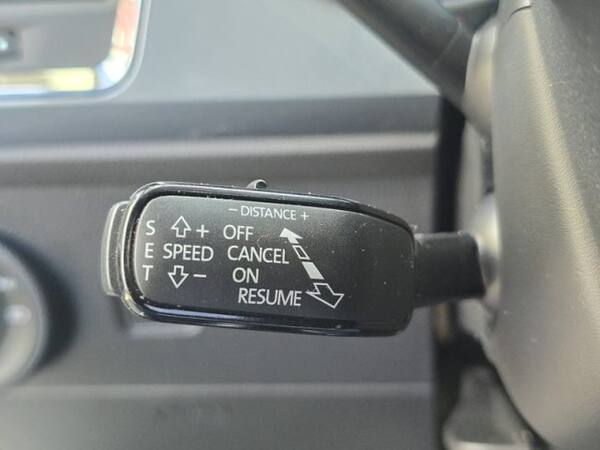 - DISTANCE +
S + OFF
E SPEED CANCEL
T - ON
RESUME